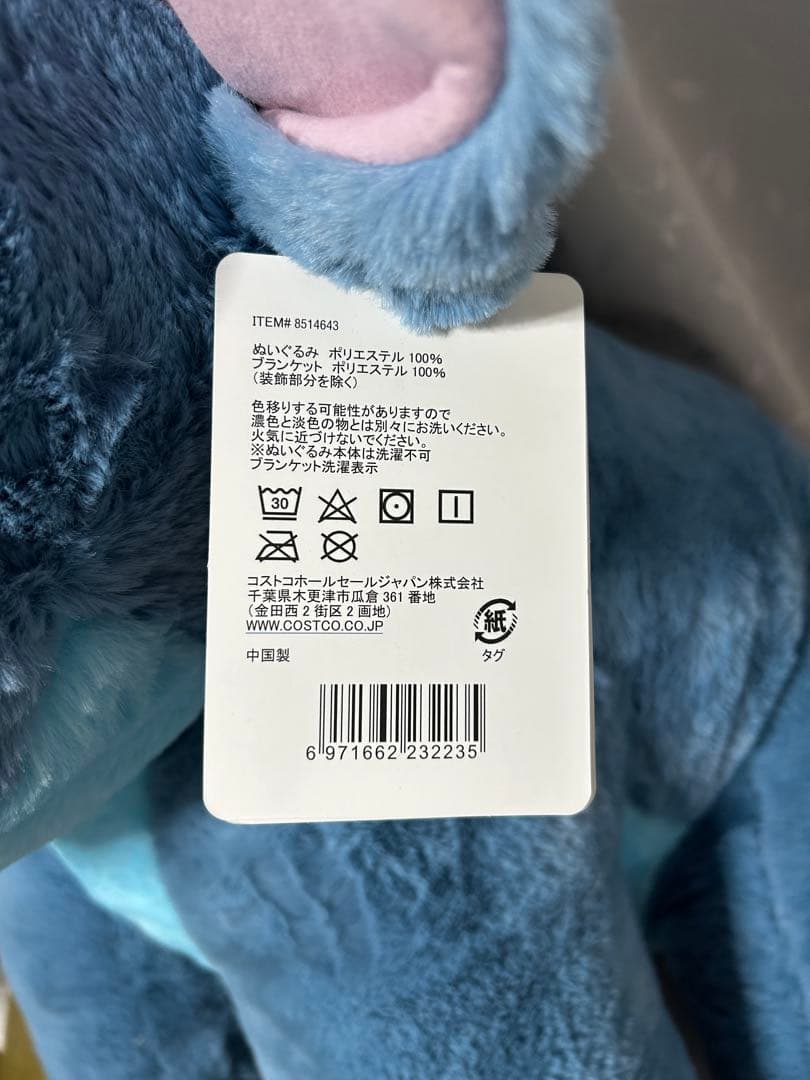 ITEM# 8514643
ぬいぐるみ ポリエステル 100%
ブランケット ポリエステル 100%
（装飾部分を除く）
色移りする可能性がありますので
濃色と淡色の物とは別々にお洗いください。
火気に近づけないでください。
※ぬいぐるみ本体は洗濯不可
ブランケット洗濯表示
30
コストコホールセールジャパン株式会社
千葉県木更津市瓜倉 361 番地
（金田西 2 街区 2 画地）
WWW.COSTCO.CO.JP
紙
中国製
タグ
6 971662 232235